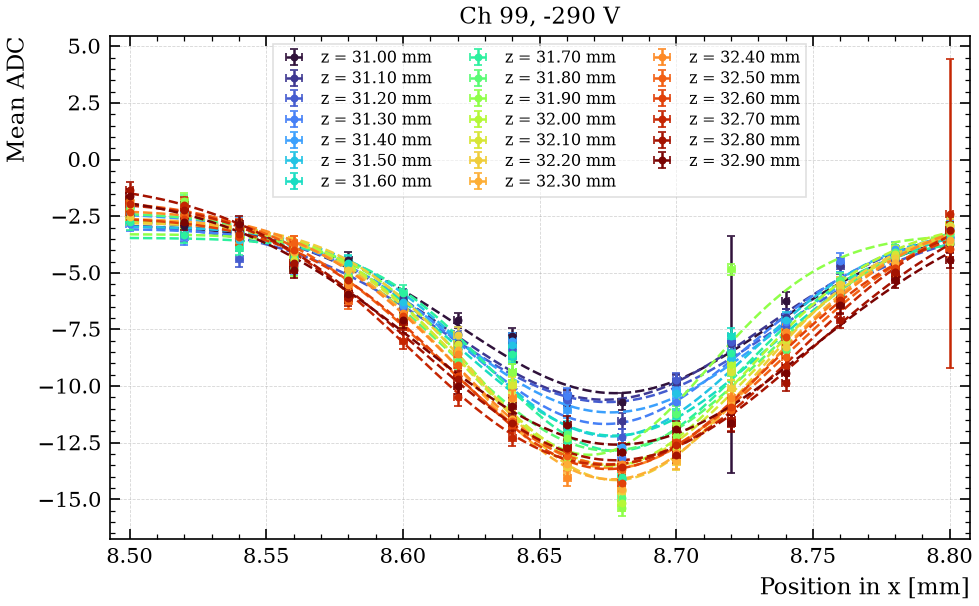 Ch 99, -290 V
Mean ADC
5.0
2.5
0.0
−2.5
−5.0
−7.5
−10.0
−12.5
−15.0
z = 31.00 mm
z = 31.10 mm
z = 31.20 mm
z = 31.30 mm
z = 31.40 mm
z = 31.50 mm
z = 31.60 mm
z = 31.70 mm
z = 31.80 mm
z = 31.90 mm
z = 32.00 mm
z = 32.10 mm
z = 32.20 mm
z = 32.30 mm
z = 32.40 mm
z = 32.50 mm
z = 32.60 mm
z = 32.70 mm
z = 32.80 mm
z = 32.90 mm
8.50 8.55 8.60 8.65 8.70 8.75 8.80
Position in x [mm]